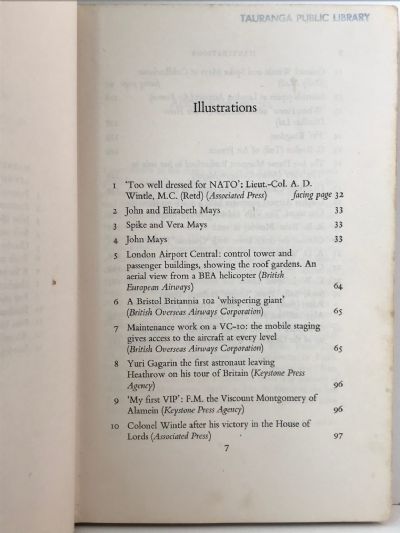 TAURANGA PUBLIC LIBRARY
Illustrations
1 'Too well dressed for NATO': Lieut.-Col. A. D.
Wintle, M.C. (Retd) (Associated Press) facing page 32
2 John and Elizabeth Mays 33
3 Spike and Vera Mays 33
4 John Mays 33
5 London Airport Central: control tower and
passenger buildings, showing the roof gardens. An
aerial view from a BEA helicopter (British
European Airways) 64
6 A Bristol Britannia 102 'whispering giant'
(British Overseas Airways Corporation) 65
7 Maintenance work on a VC-10: the mobile staging
gives access to the aircraft at every level
(British Overseas Airways Corporation) 65
8 Yuri Gagarin the first astronaut leaving
Heathrow on his tour of Britain (Keystone Press
Agency) 96
9 'My first VIP': F.M. the Viscount Montgomery of
Alamein (Keystone Press Agency) 96
10 Colonel Wintle after his victory in the House of
Lords (Associated Press) 97
7